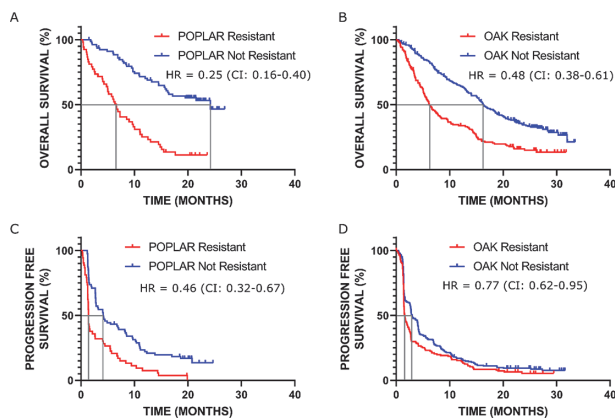 A
OVERALL SURVIVAL (%)
100
50
0
0 10 20 30 40
TIME (MONTHS)
POPLAR Resistant
POPLAR Not Resistant
HR = 0.25 (CI: 0.16-0.40)
B
OVERALL SURVIVAL (%)
100
50
0
0 10 20 30 40
TIME (MONTHS)
OAK Resistant
OAK Not Resistant
HR = 0.48 (CI: 0.38-0.61)
C
PROGRESSION FREE
SURVIVAL (%)
100
50
0
0 10 20 30 40
TIME (MONTHS)
POPLAR Resistant
POPLAR Not Resistant
HR = 0.46 (CI: 0.32-0.67)
D
PROGRESSION FREE
SURVIVAL (%)
100
50
0
0 10 20 30 40
TIME (MONTHS)
OAK Resistant
OAK Not Resistant
HR = 0.77 (CI: 0.62-0.95)